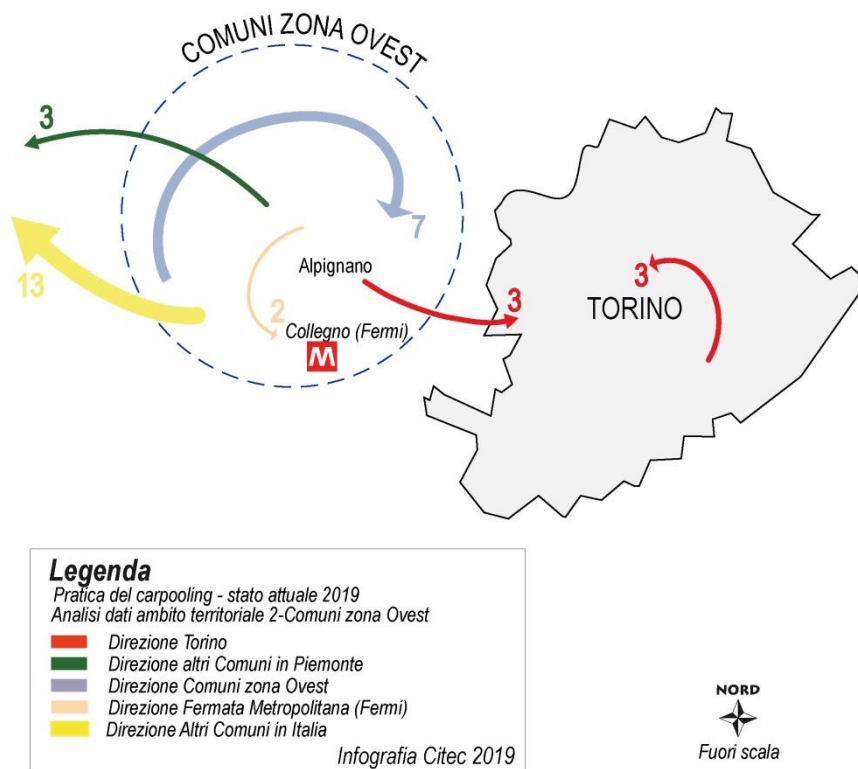 COMUNI ZONA OVEST
3
7
13
Alpignano
2
Collegno (Fermi)
M
3
3
TORINO
Legenda
Pratica del carpooling - stato attuale 2019
Analisi dati ambito territoriale 2-Comuni zona Ovest
Direzione Torino
Direzione altri Comuni in Piemonte
Direzione Comuni zona Ovest
Direzione Fermata Metropolitana (Fermi)
Direzione Altri Comuni in Italia
Infografia Citec 2019
NORD
Fuori scala